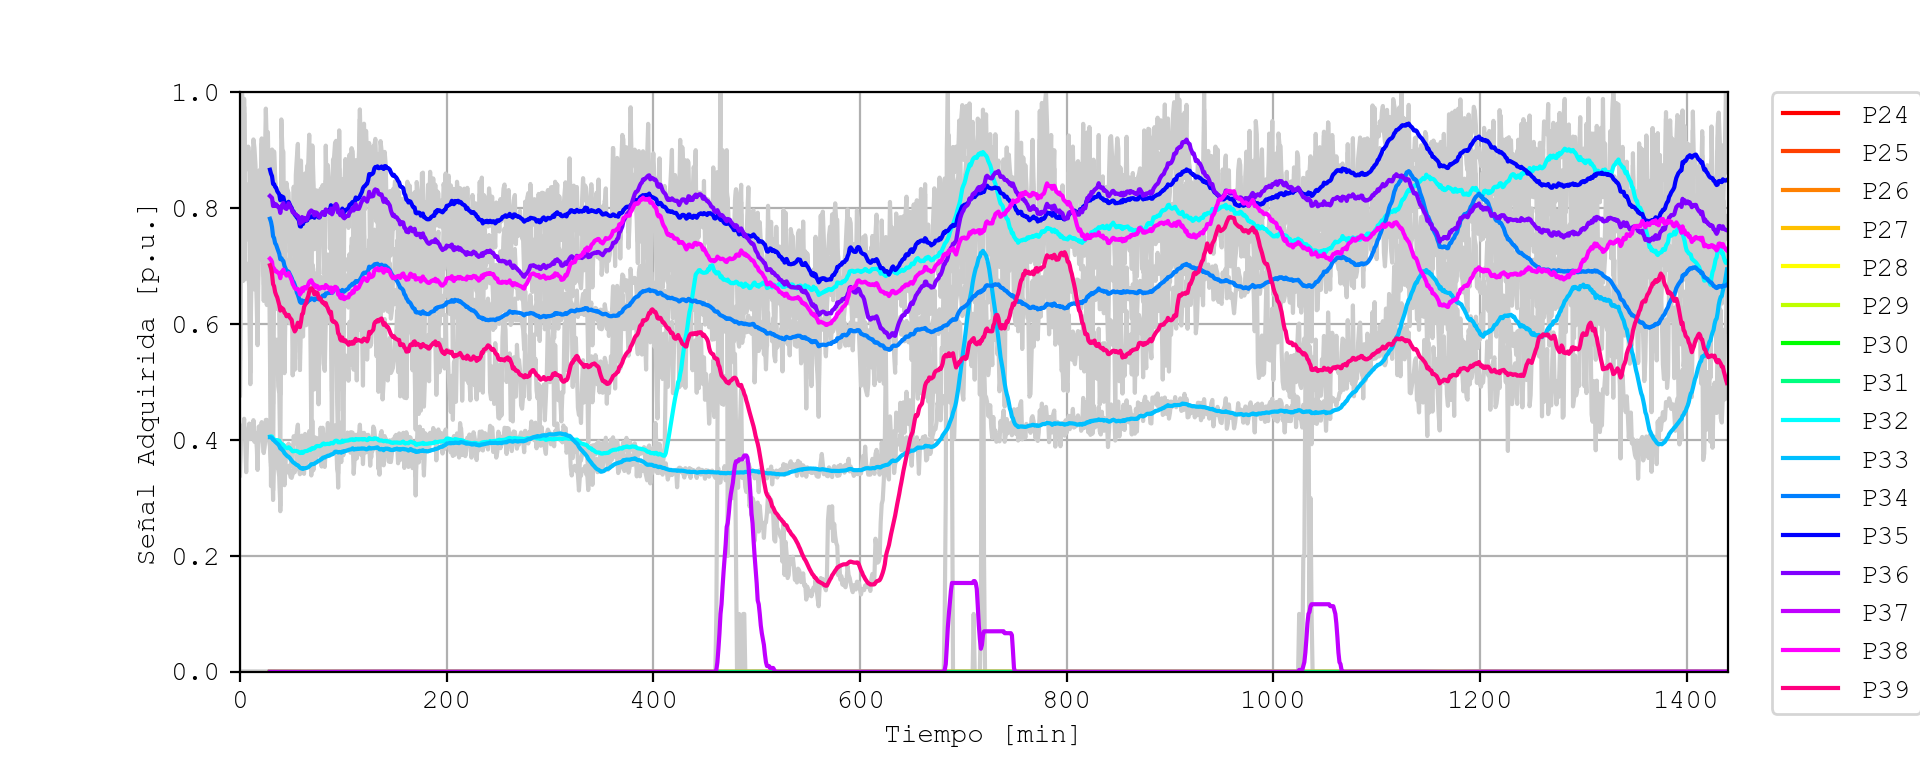 1.0
0.8
0.6
0.4
0.2
0.0
Señal Adquirida [p.u.]
0 200 400 600 800 1000 1200 1400
Tiempo [min]
P24
P25
P26
P27
P28
P29
P30
P31
P32
P33
P34
P35
P36
P37
P38
P39